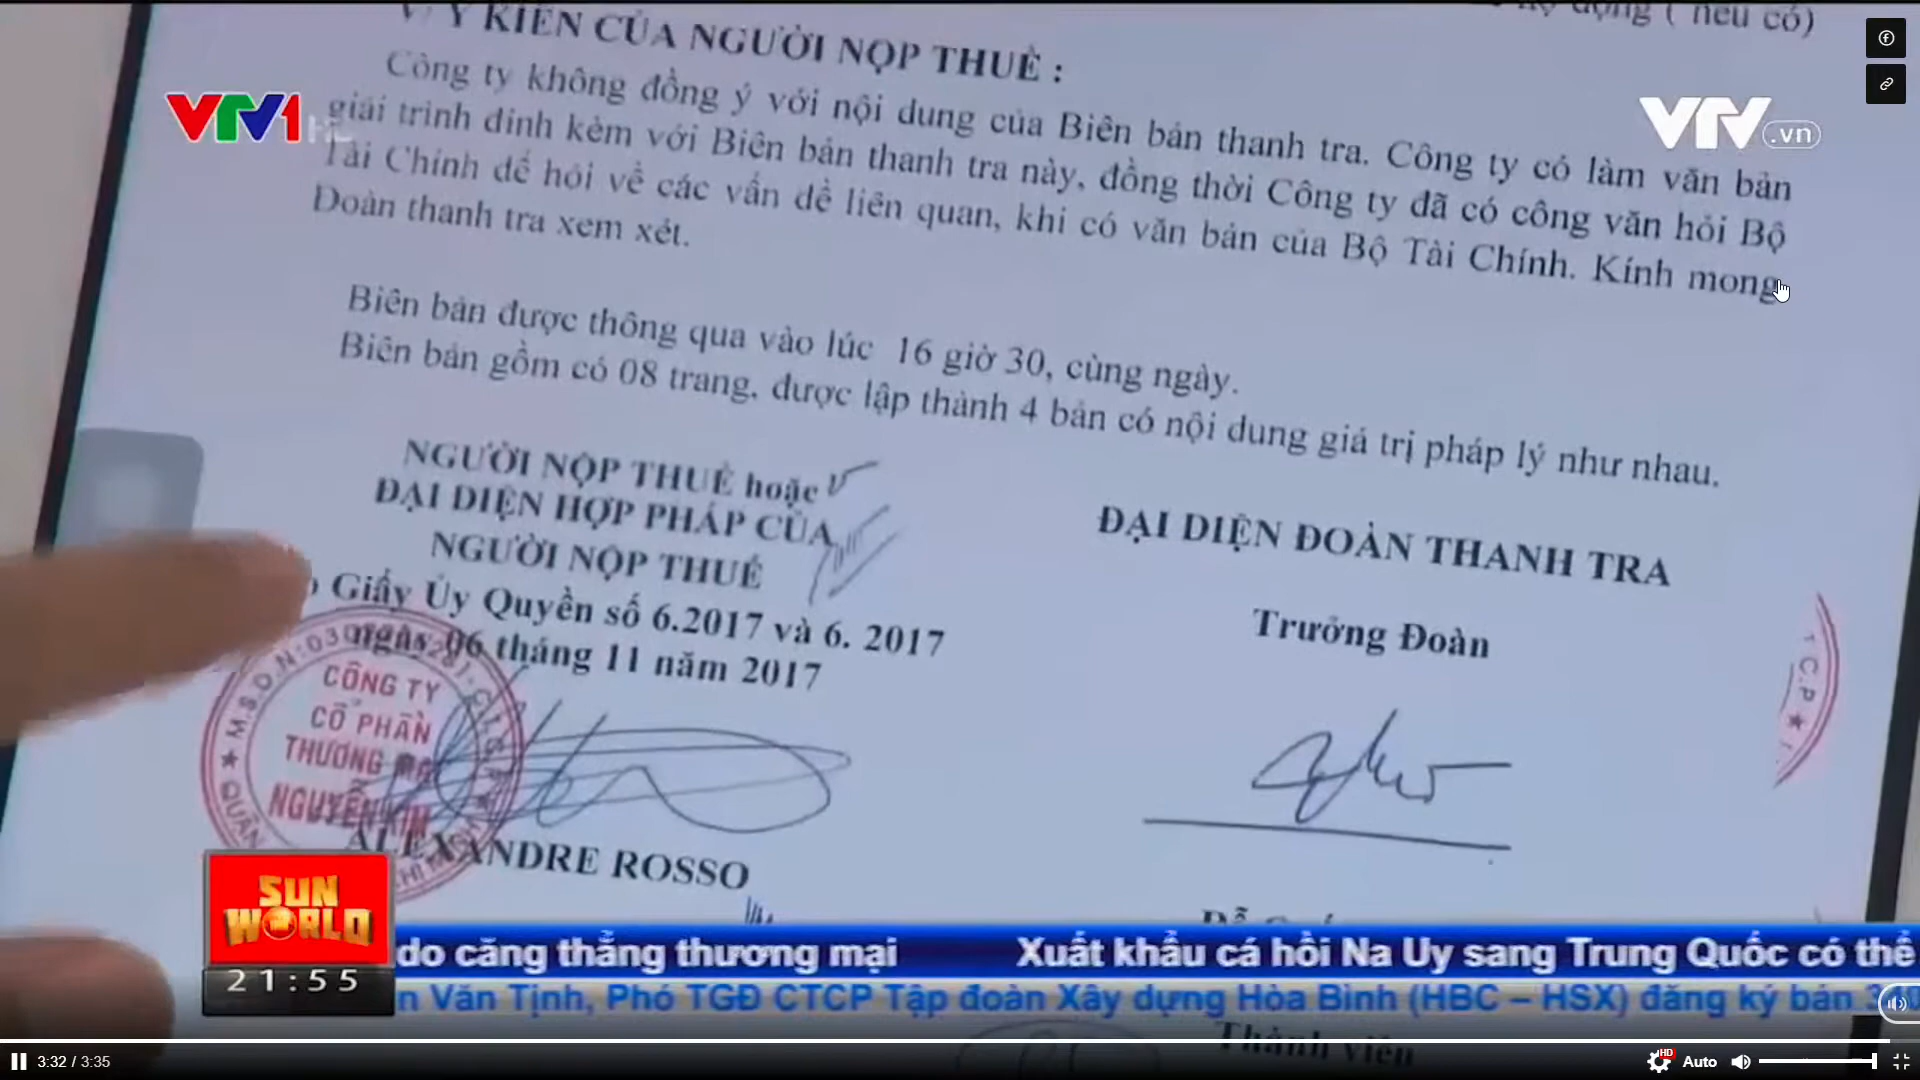 nếu có)
V/ Ý KIẾN CỦA NGƯỜI NỘP THUẾ :
Công ty không đồng ý với nội dung của Biên bản thanh tra. Công ty có làm văn bản
giải trình đính kèm với Biên bản thanh tra này, đồng thời Công ty đã có công văn hỏi Bộ
Tài Chính để hỏi về các vấn đề liên quan, khi có văn bản của Bộ Tài Chính. Kính mong
Đoàn thanh tra xem xét.
VTV1
VTV.vn
Biên bản được thông qua vào lúc 16 giờ 30, cùng ngày.
Biên bản gồm có 08 trang, được lập thành 4 bản có nội dung giá trị pháp lý như nhau.
NGƯỜI NỘP THUẾ hoặc
ĐẠI DIỆN HỢP PHÁP CỦA
NGƯỜI NỘP THUẾ
Giấy Ủy Quyền số 6.2017 và 6. 2017
ngày 06 tháng 11 năm 2017
ĐẠI DIỆN ĐOÀN THANH TRA
Trưởng Đoàn
M.S.D.N:030
CÔNG TY
CỔ PHẦN
THƯƠNG MẠI
NGUYỄN KIM
QUẬN
T.C.P
ALEXANDRE ROSSO
SUN
WORLD
21:55
do căng thẳng thương mại Xuất khẩu cá hồi Na Uy sang Trung Quốc có thể
n Văn Tịnh, Phó TGĐ CTCP Tập đoàn Xây dựng Hòa Bình (HBC – HSX) đăng ký bán
Thành viên
3:32 / 3:35
HD
Auto